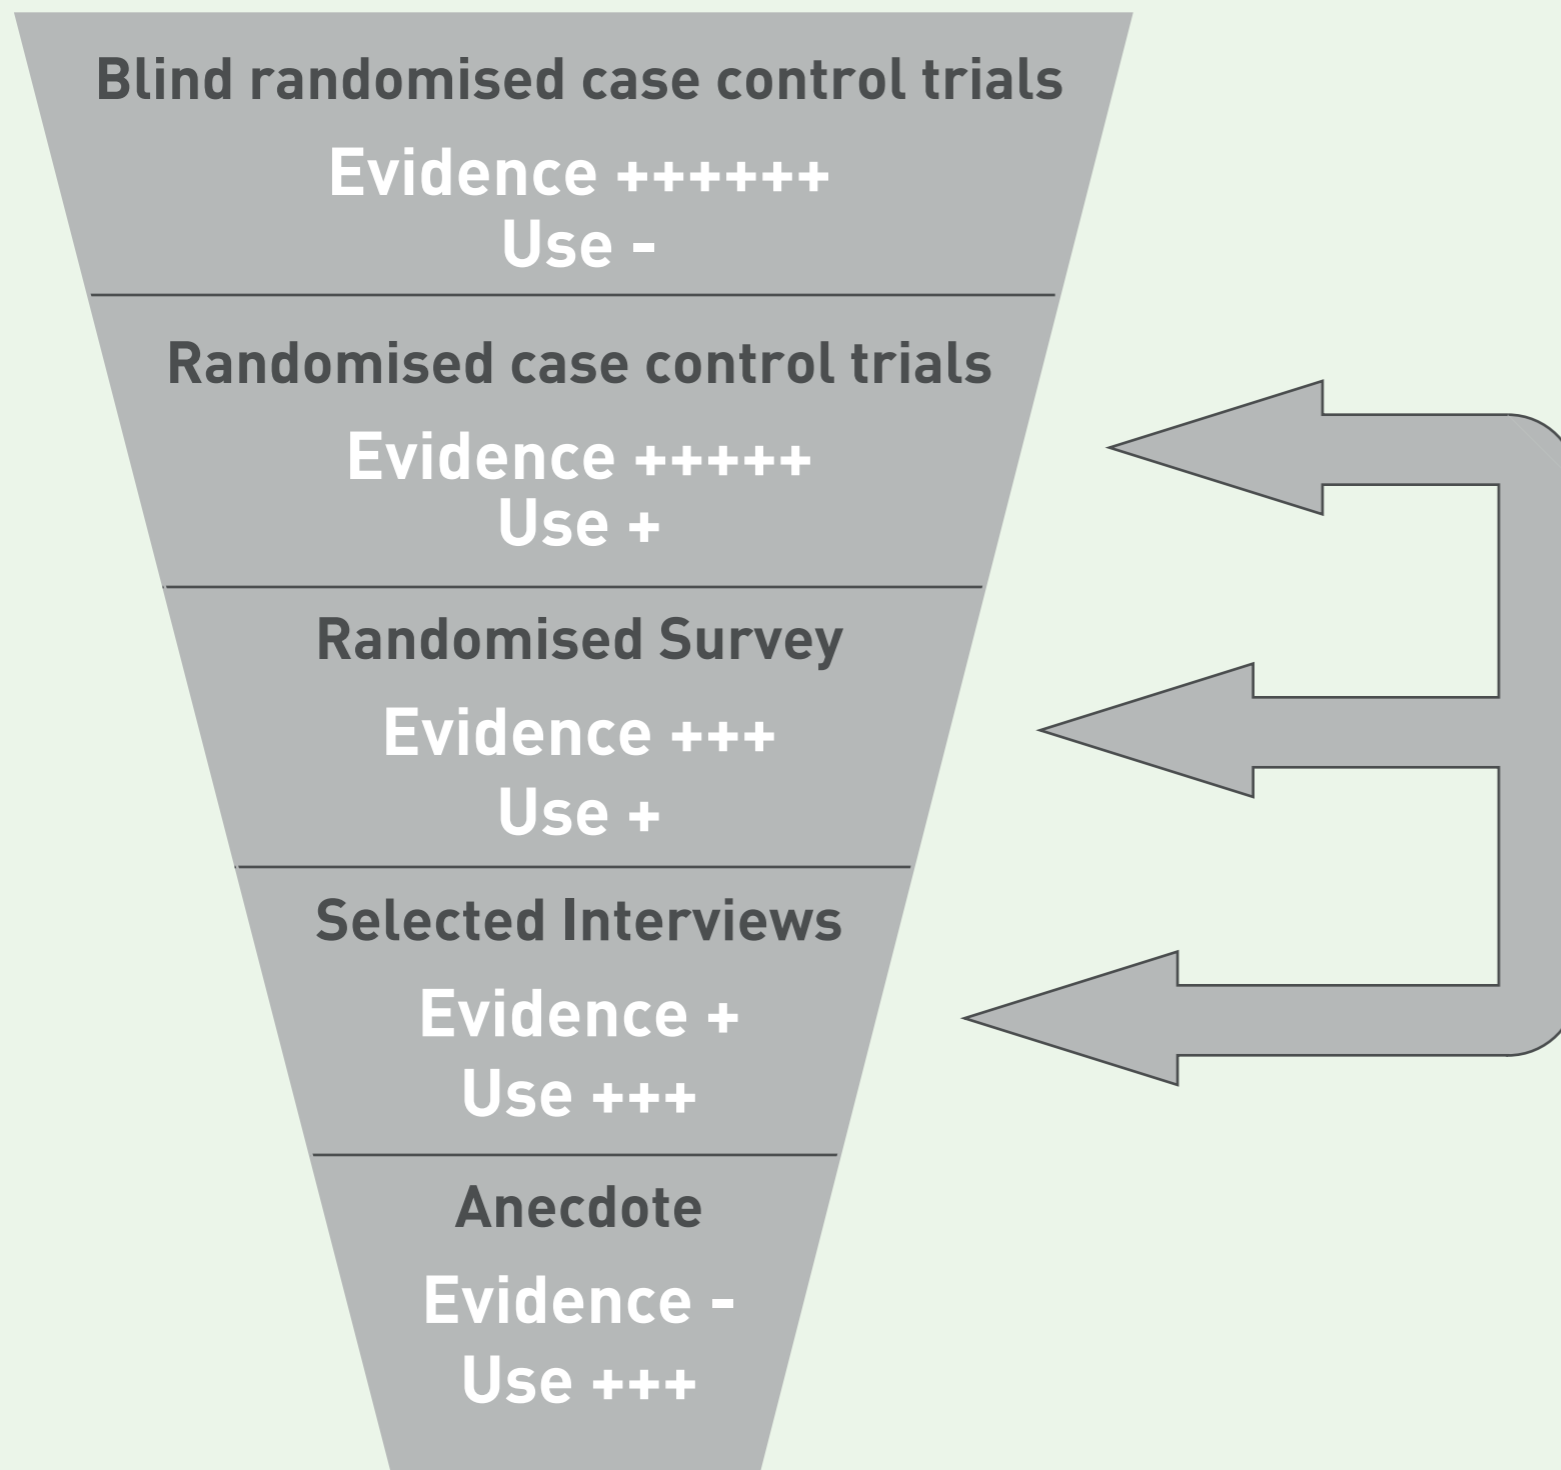 Blind randomised case control trials
Evidence ++++++
Use -
Randomised case control trials
Evidence +++++
Use +
Randomised Survey
Evidence +++
Use +
Selected Interviews
Evidence +
Use +++
Anecdote
Evidence -
Use +++